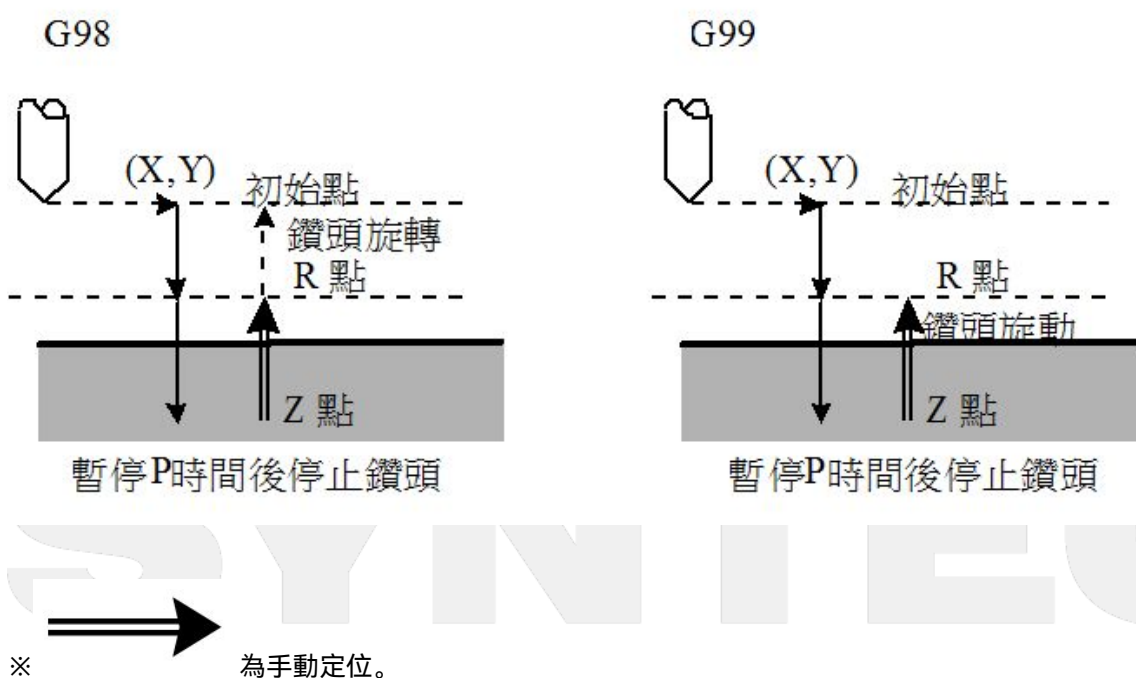 G98
G99
(X,Y) 初始點
鑽頭旋轉
R 點
Z 點
暫停P時間後停止鑽頭
(X,Y) 初始點
R 點
鑽頭旋動
Z 點
暫停P時間後停止鑽頭
SYNTEC
※ 為手動定位。